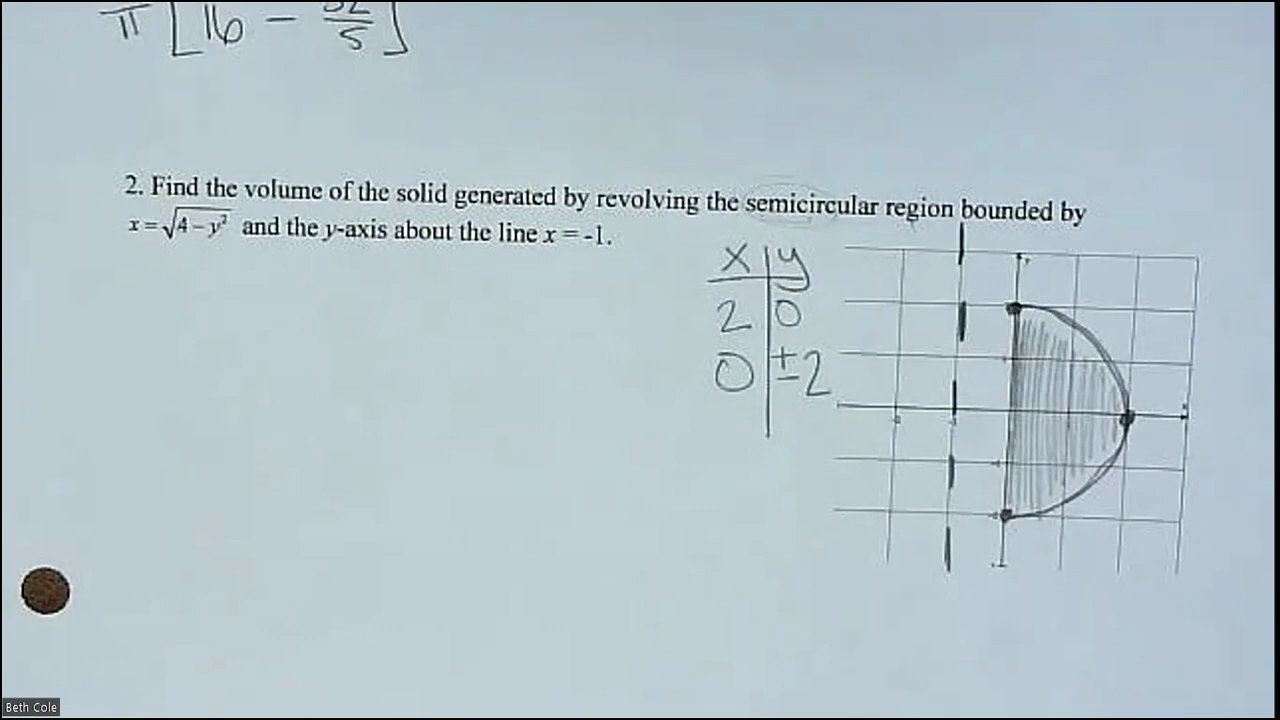 π [16 - 32/5]
2. Find the volume of the solid generated by revolving the semicircular region bounded by
x = √4 - y² and the y-axis about the line x = -1.
x y
2 0
0 ±2
Beth Cole